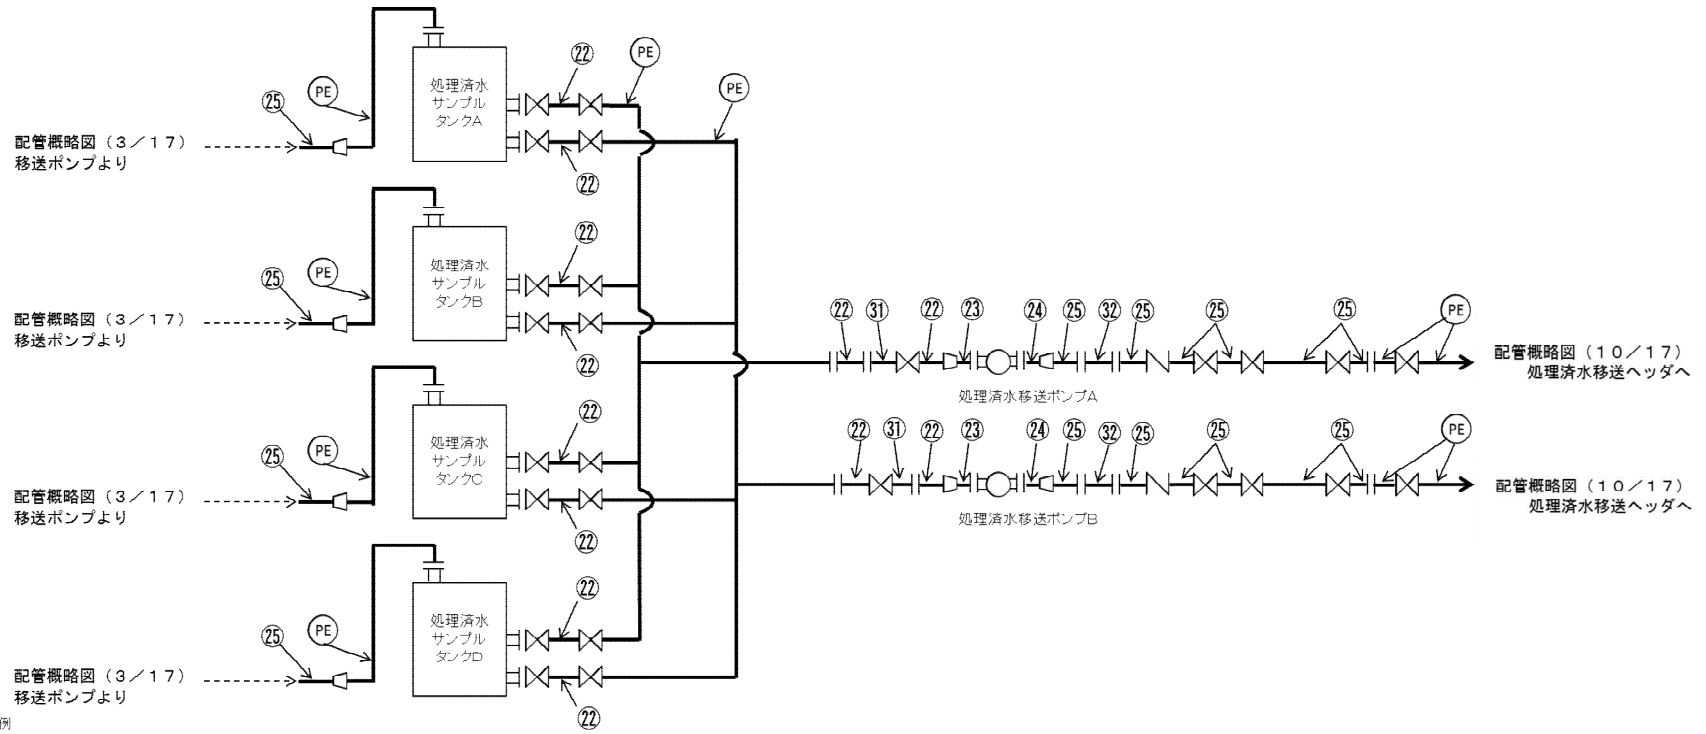 ㉒
PE
PE
㉕
PE
処理済水
サンプル
タンクA
配管概略図(3/17)
移送ポンプより
㉒
㉒
㉕
PE
処理済水
サンプル
タンクB
配管概略図(3/17)
移送ポンプより
㉒
㉒
㉛
㉒
㉓
㉔
㉕
㉜
㉕
㉕
㉕
PE
配管概略図(10/17)
処理済水移送ヘッダへ
処理済水移送ポンプA
㉒
㉕
PE
処理済水
サンプル
タンクC
配管概略図(3/17)
移送ポンプより
㉒
㉒
㉛
㉒
㉓
㉔
㉕
㉜
㉕
㉕
㉕
PE
配管概略図(10/17)
処理済水移送ヘッダへ
処理済水移送ポンプB
㉒
㉕
PE
処理済水
サンプル
タンクD
配管概略図(3/17)
移送ポンプより
㉒
例